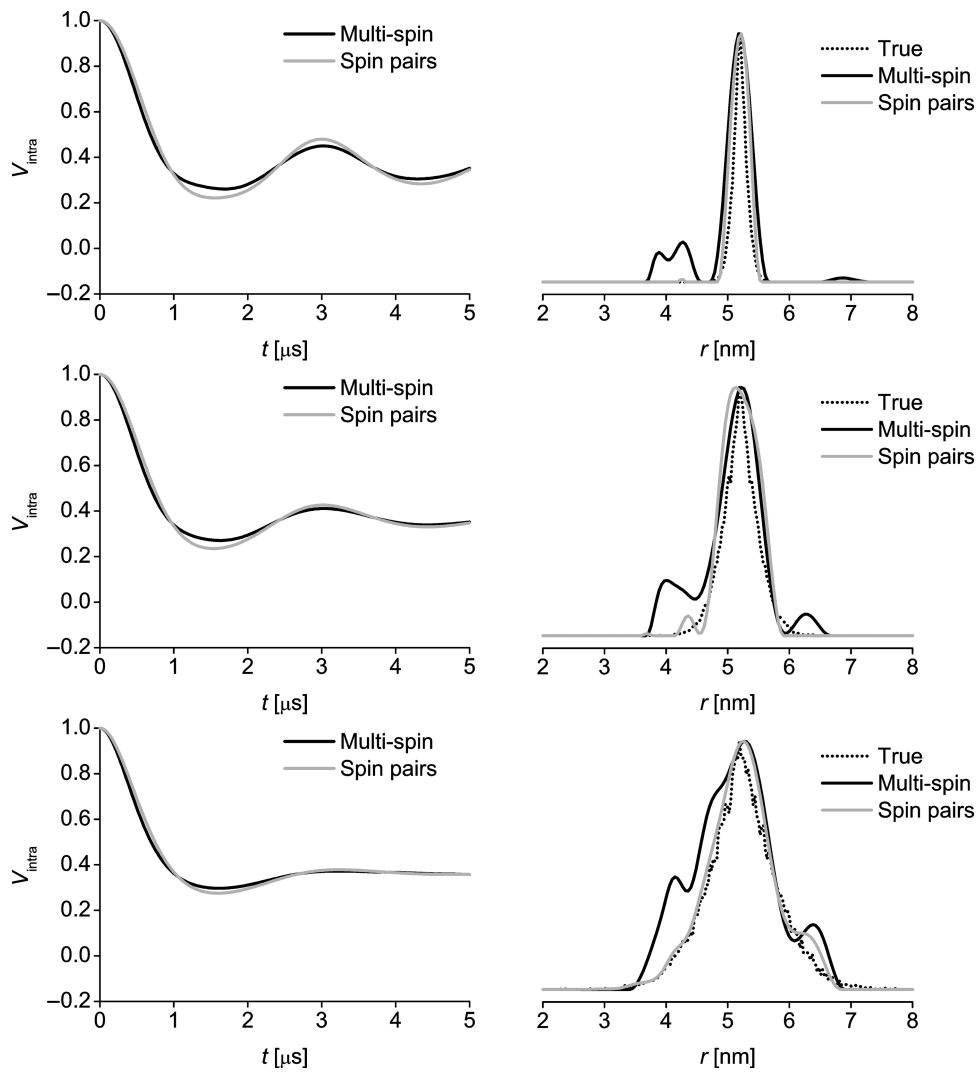 1.0
0.8
0.6
0.4
0.2
0.0
–0.2
V intra
0 1 2 3 4 5
t [μs]
Multi-spin
Spin pairs
2 3 4 5 6 7 8
r [nm]
True
Multi-spin
Spin pairs
1.0
0.8
0.6
0.4
0.2
0.0
–0.2
V intra
0 1 2 3 4 5
t [μs]
Multi-spin
Spin pairs
2 3 4 5 6 7 8
r [nm]
True
Multi-spin
Spin pairs
1.0
0.8
0.6
0.4
0.2
0.0
–0.2
V intra
0 1 2 3 4 5
t [μs]
Multi-spin
Spin pairs
2 3 4 5 6 7 8
r [nm]
True
Multi-spin
Spin pairs